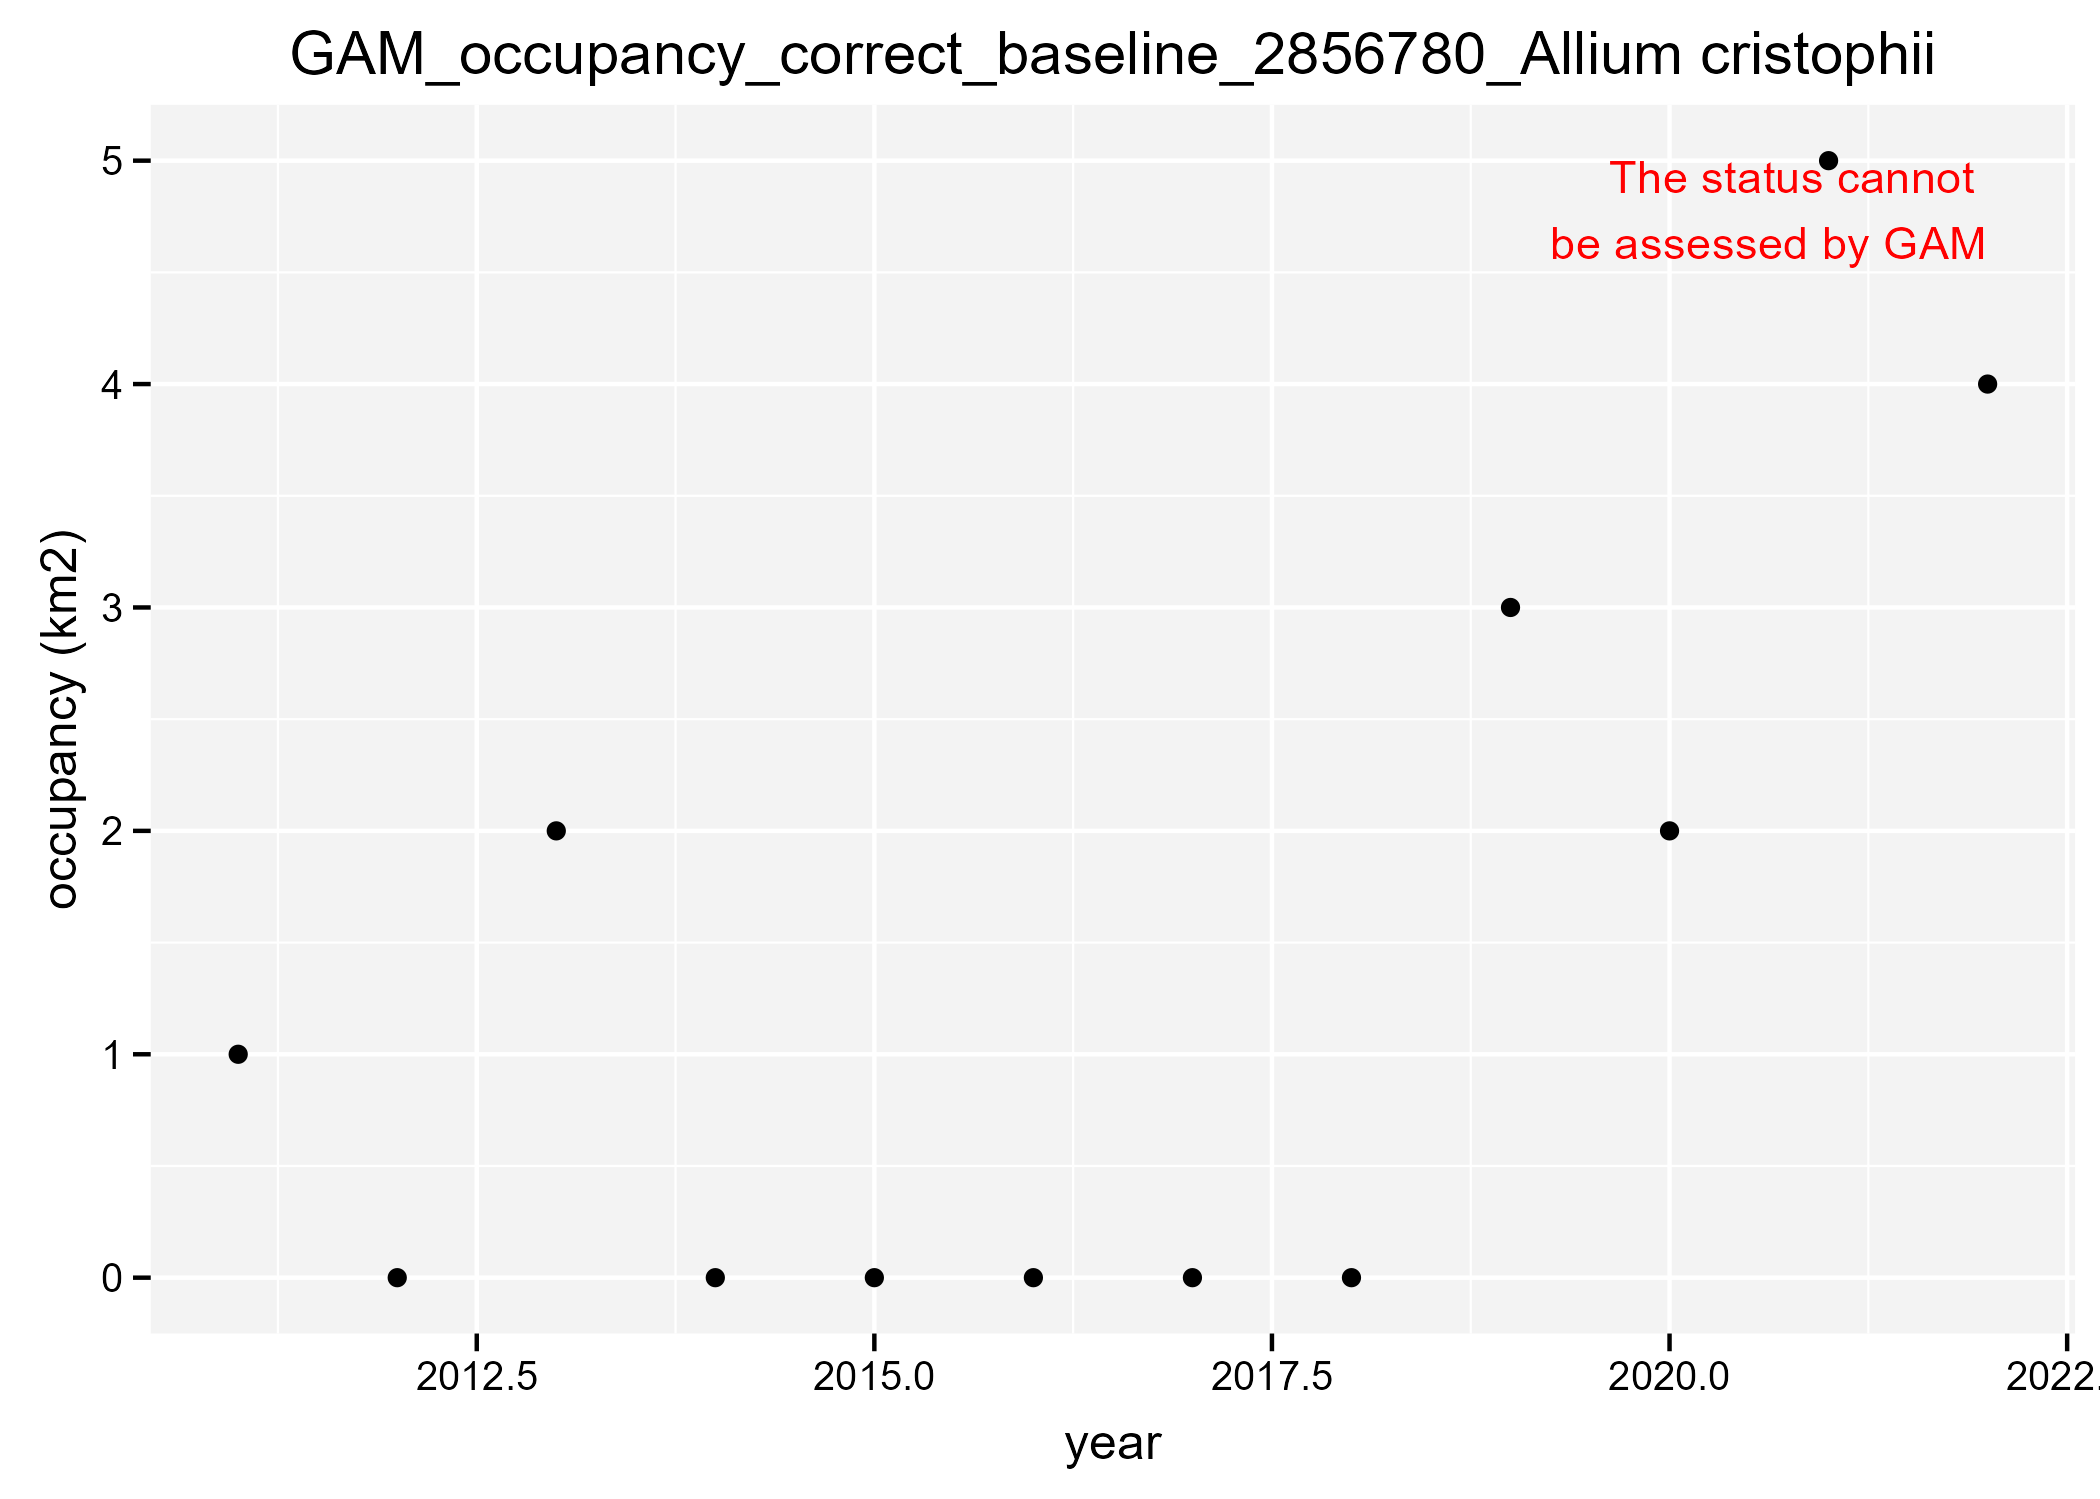 GAM_occupancy_correct_baseline_2856780_Allium cristophii
5
The status cannot
be assessed by GAM
4
3
occupancy (km2)
2
1
0
2012.5 2015.0 2017.5 2020.0 2022.
year